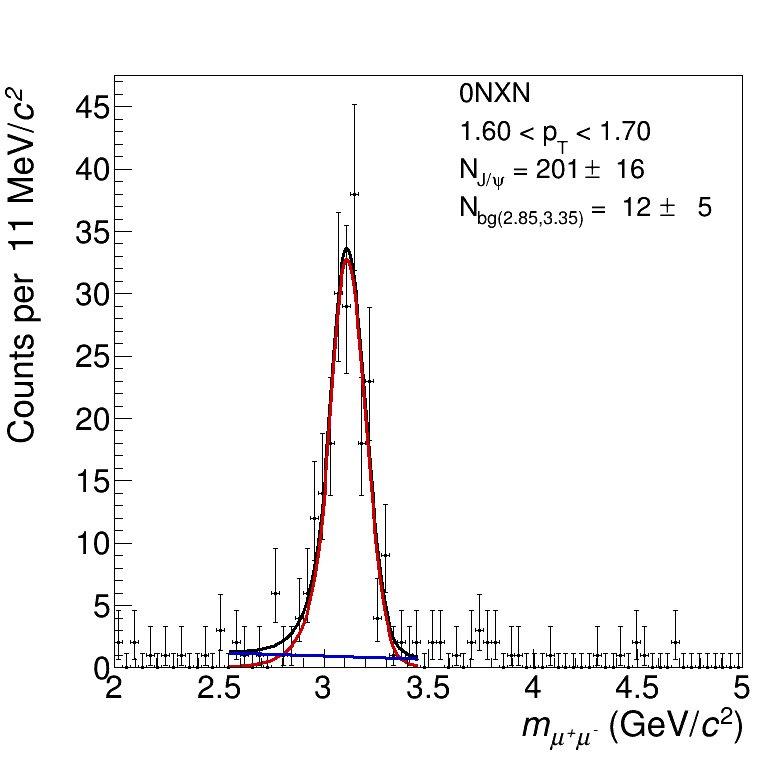 Counts per 11 MeV/c²
45
40
35
30
25
20
15
10
5
0
0NXN
1.60 < p_T < 1.70
N_J/ψ = 201 ± 16
N_bg(2.85,3.35) = 12 ± 5
2 2.5 3 3.5 4 4.5 5
m_μ⁺μ⁻ (GeV/c²)